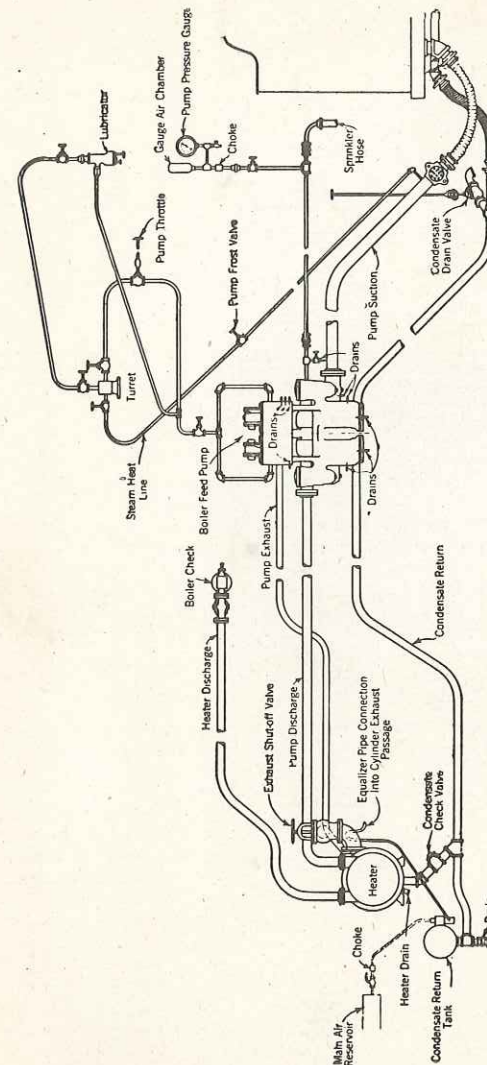 Lubricator
Gauge Air Chamber
Pump Pressure Gauge
Choke
Sprinkler
Hose
Pump Throttle
Turret
Steam Heat
Line
Pump Frost Valve
Boiler Feed Pump
Drains
Drains
Drains
Drains
Pump Suction
Condensate
Drain Valve
Boiler Check
Heater Discharge
Pump Exhaust
Exhaust Shut-off Valve
Pump Discharge
Equalizer Pipe Connection
Into Cylinder Exhaust
Passage
Condensate Return
Condensate
Check Valve
Heater
Heater Drain
Choke
Main Air
Reservoir
Condensate Return
Tank